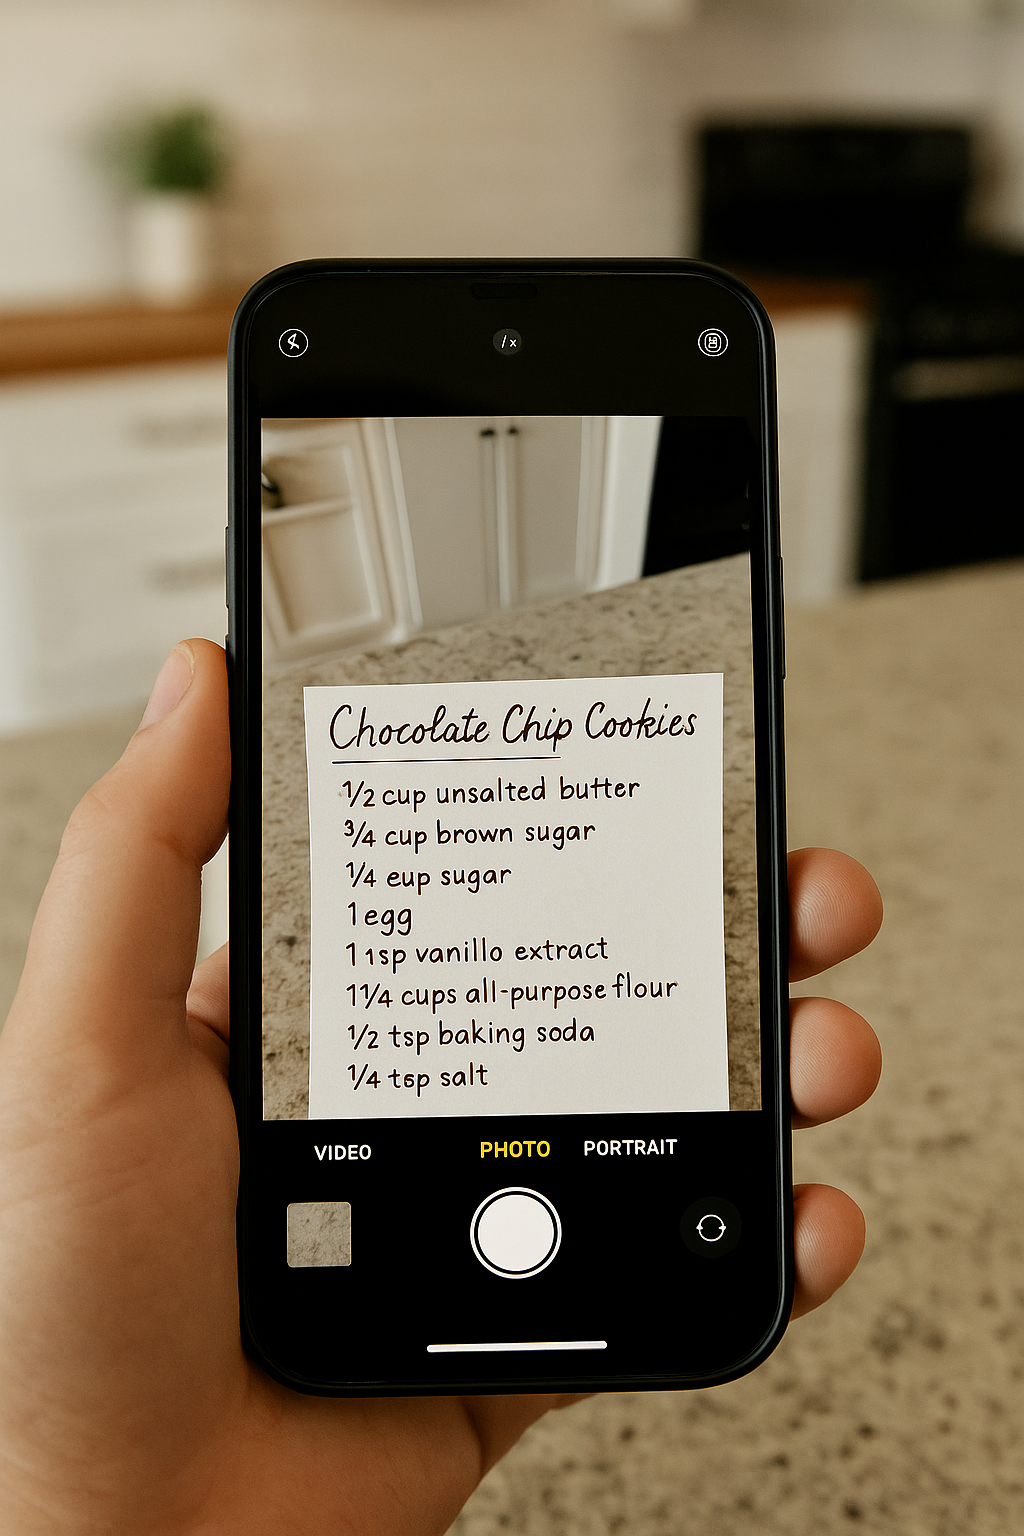 1x
Chocolate Chip Cookies
1/2 cup unsalted butter
3/4 cup brown sugar
1/4 eup sugar
1 egg
1 1sp vanillo extract
1 1/4 cups all-purpose flour
1/2 tsp baking soda
1/4 tsp salt
VIDEO PHOTO PORTRAIT